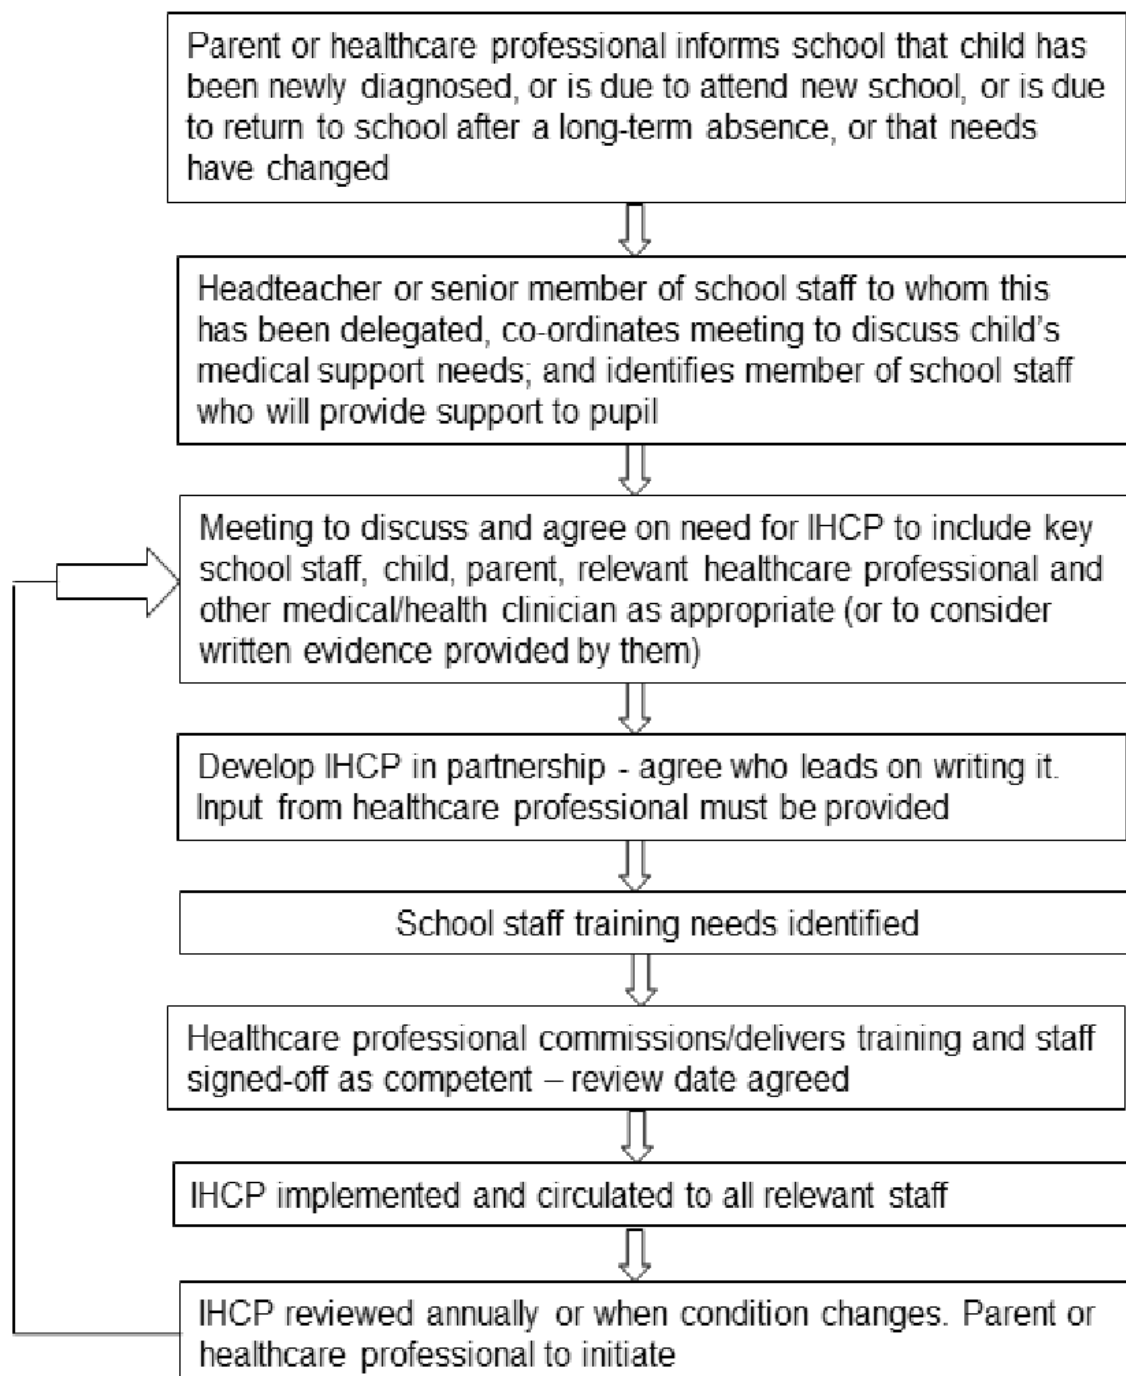 Parent or healthcare professional informs school that child has
been newly diagnosed, or is due to attend new school, or is due
to return to school after a long-term absence, or that needs
have changed
Headteacher or senior member of school staff to whom this
has been delegated, co-ordinates meeting to discuss child's
medical support needs; and identifies member of school staff
who will provide support to pupil
Meeting to discuss and agree on need for IHCP to include key
school staff, child, parent, relevant healthcare professional and
other medical/health clinician as appropriate (or to consider
written evidence provided by them)
Develop IHCP in partnership - agree who leads on writing it.
Input from healthcare professional must be provided
School staff training needs identified
Healthcare professional commissions/delivers training and staff
signed-off as competent – review date agreed
IHCP implemented and circulated to all relevant staff
IHCP reviewed annually or when condition changes. Parent or
healthcare professional to initiate